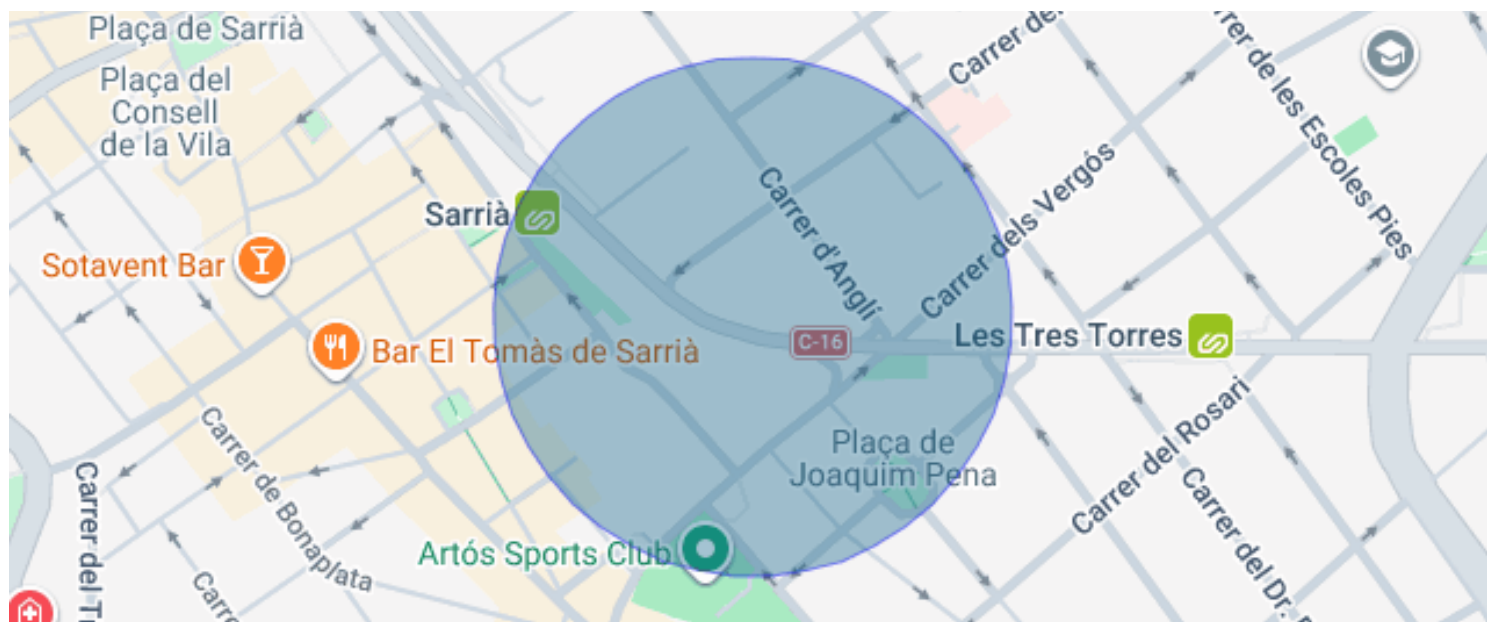 Plaça de Sarrià
Plaça del
Consell
de la Vila
Carrer de
rrer de les Escoles Pies
Sarrià
Carrer d'Anglí
Carrer dels Vergós
Sotavent Bar
Bar El Tomàs de Sarrià
C-16
Les Tres Torres
Plaça de
Joaquim Pena
Carrer del Rosari
Carrer de Bonaplata
Carrer del T
Artós Sports Club
Carrer del Dr.
Carre